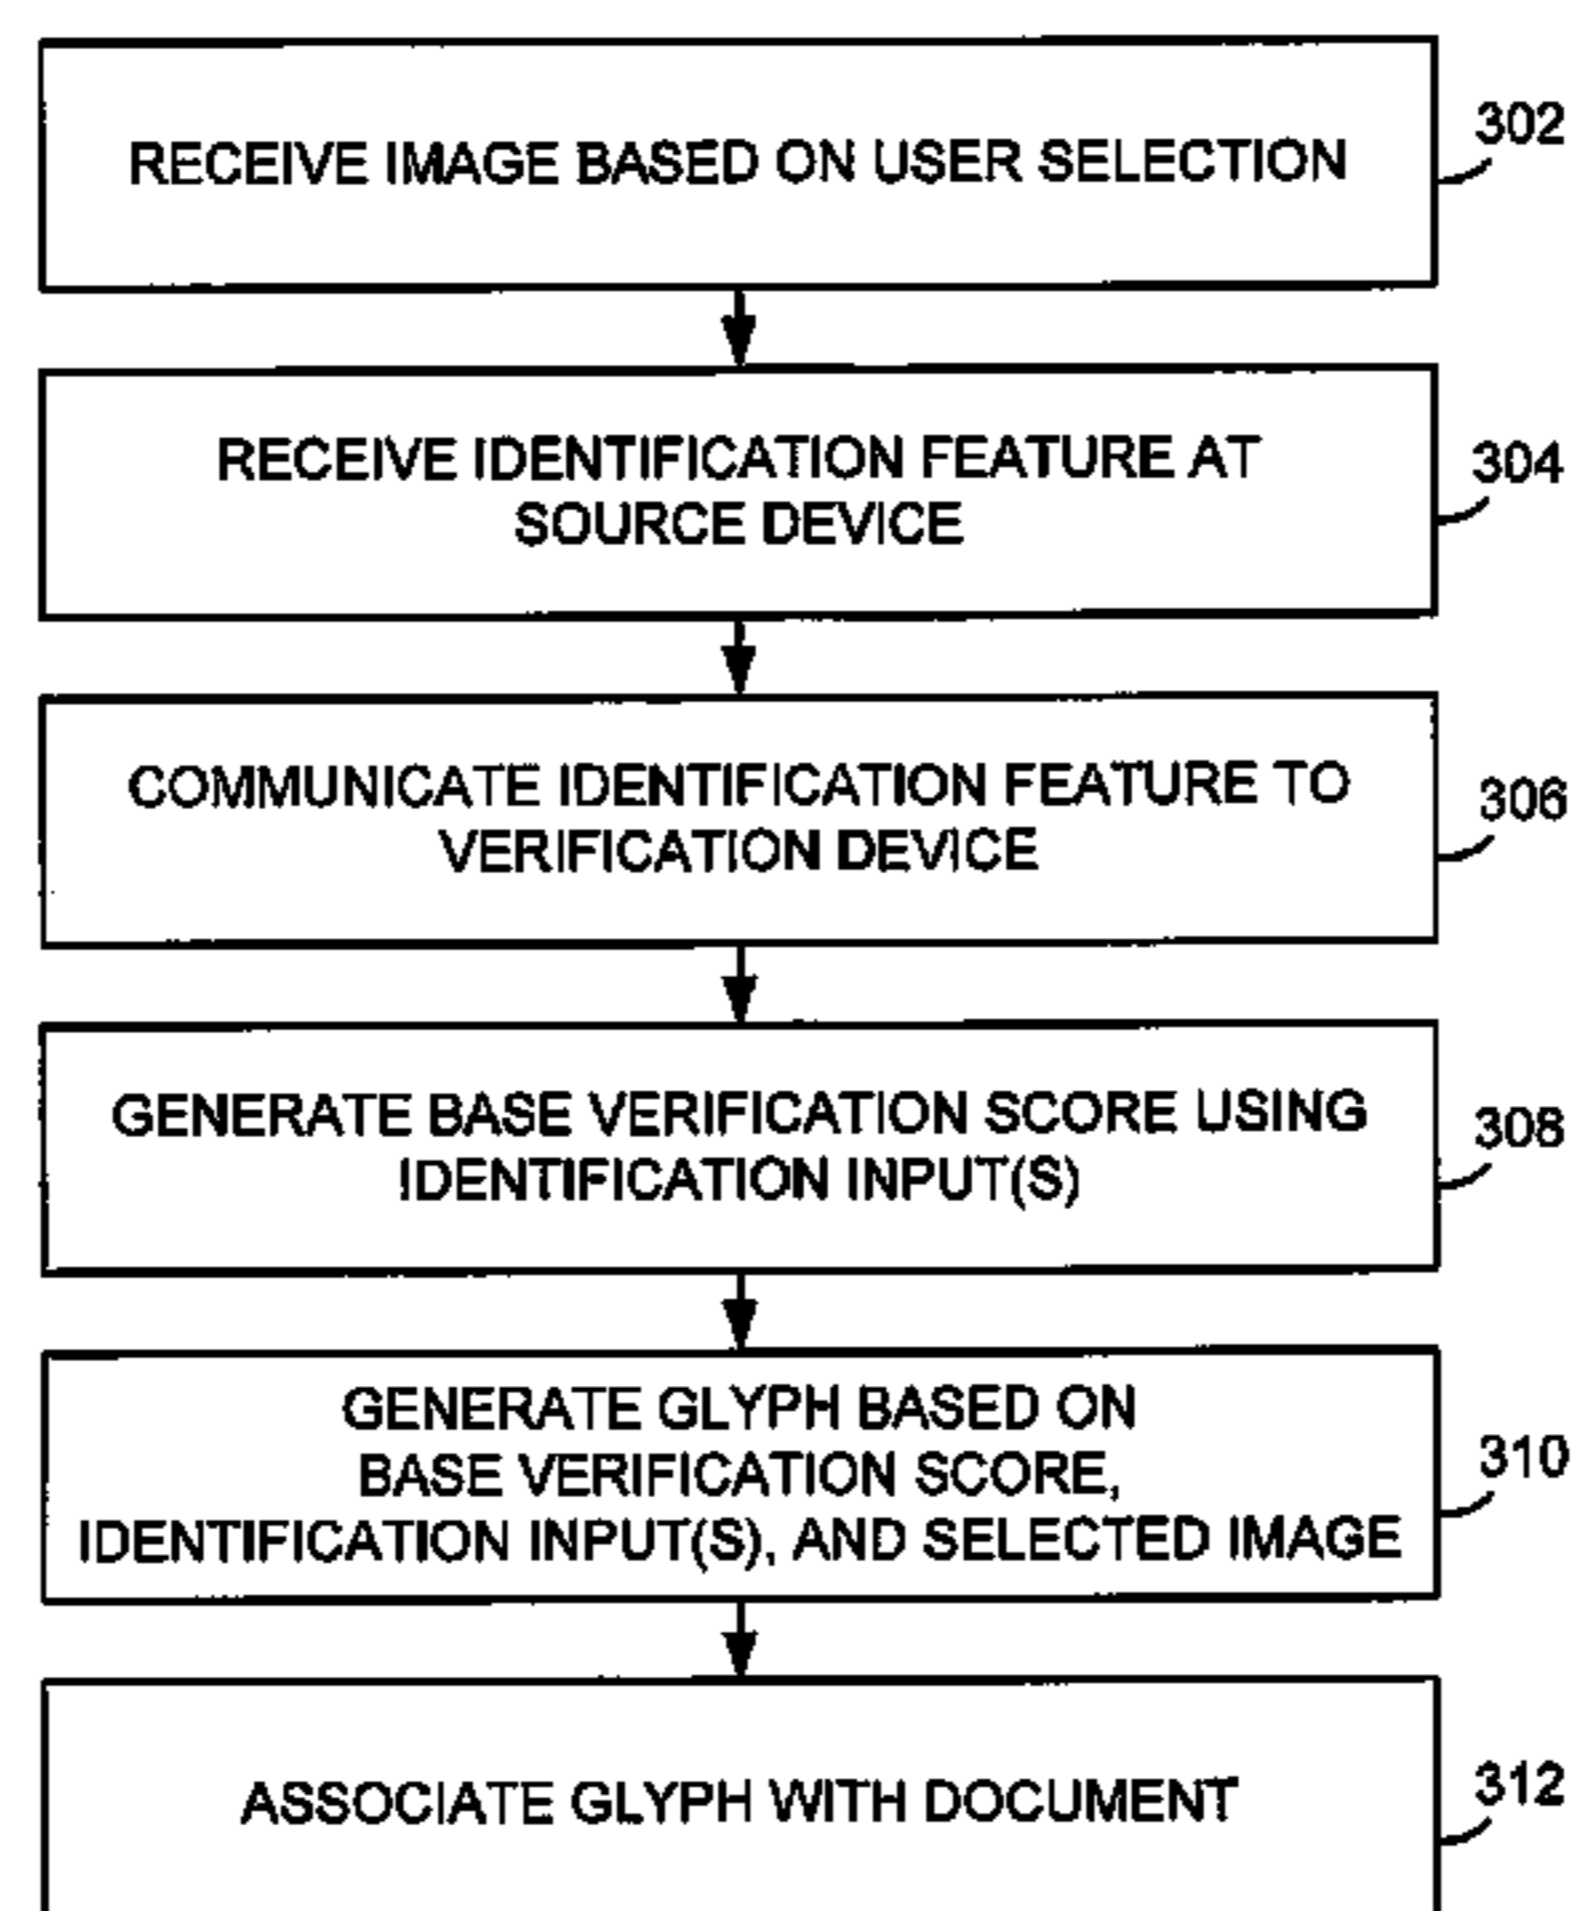 RECEIVE IMAGE BASED ON USER SELECTION
302
RECEIVE IDENTIFICATION FEATURE AT
SOURCE DEVICE
304
COMMUNICATE IDENTIFICATION FEATURE TO
VERIFICATION DEVICE
306
GENERATE BASE VERIFICATION SCORE USING
IDENTIFICATION INPUT(S)
308
GENERATE GLYPH BASED ON
BASE VERIFICATION SCORE,
IDENTIFICATION INPUT(S), AND SELECTED IMAGE
310
ASSOCIATE GLYPH WITH DOCUMENT
312